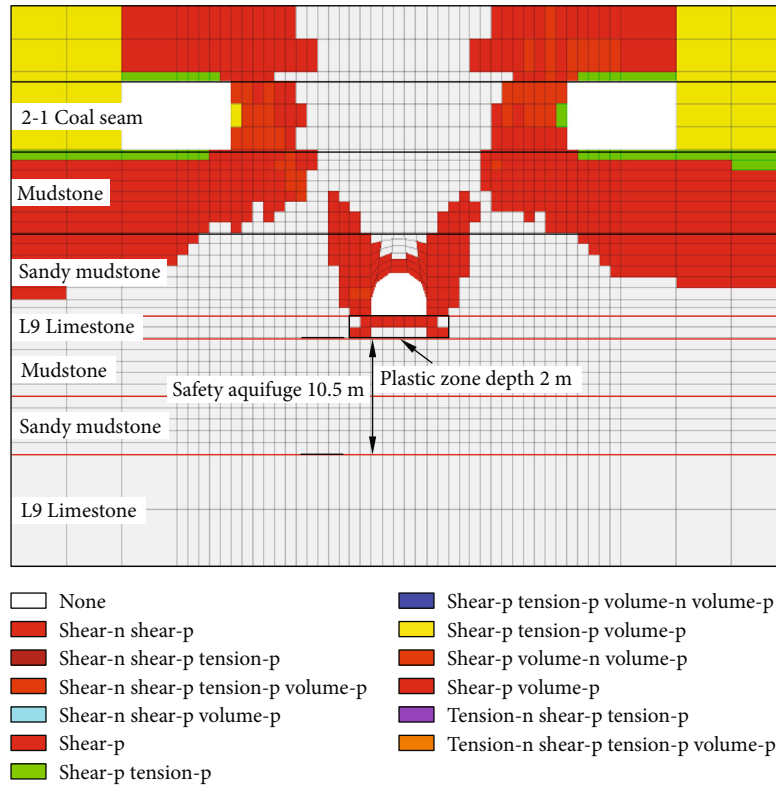 2-1 Coal seam
Mudstone
Sandy mudstone
L9 Limestone
Mudstone
Safety aquifuge 10.5 m
Plastic zone depth 2 m
Sandy mudstone
L9 Limestone
None
Shear-n shear-p
Shear-n shear-p tension-p
Shear-n shear-p tension-p volume-p
Shear-n shear-p volume-p
Shear-p
Shear-p tension-p
Shear-p tension-p volume-n volume-p
Shear-p tension-p volume-p
Shear-p volume-n volume-p
Shear-p volume-p
Tension-n shear-p tension-p
Tension-n shear-p tension-p volume-p